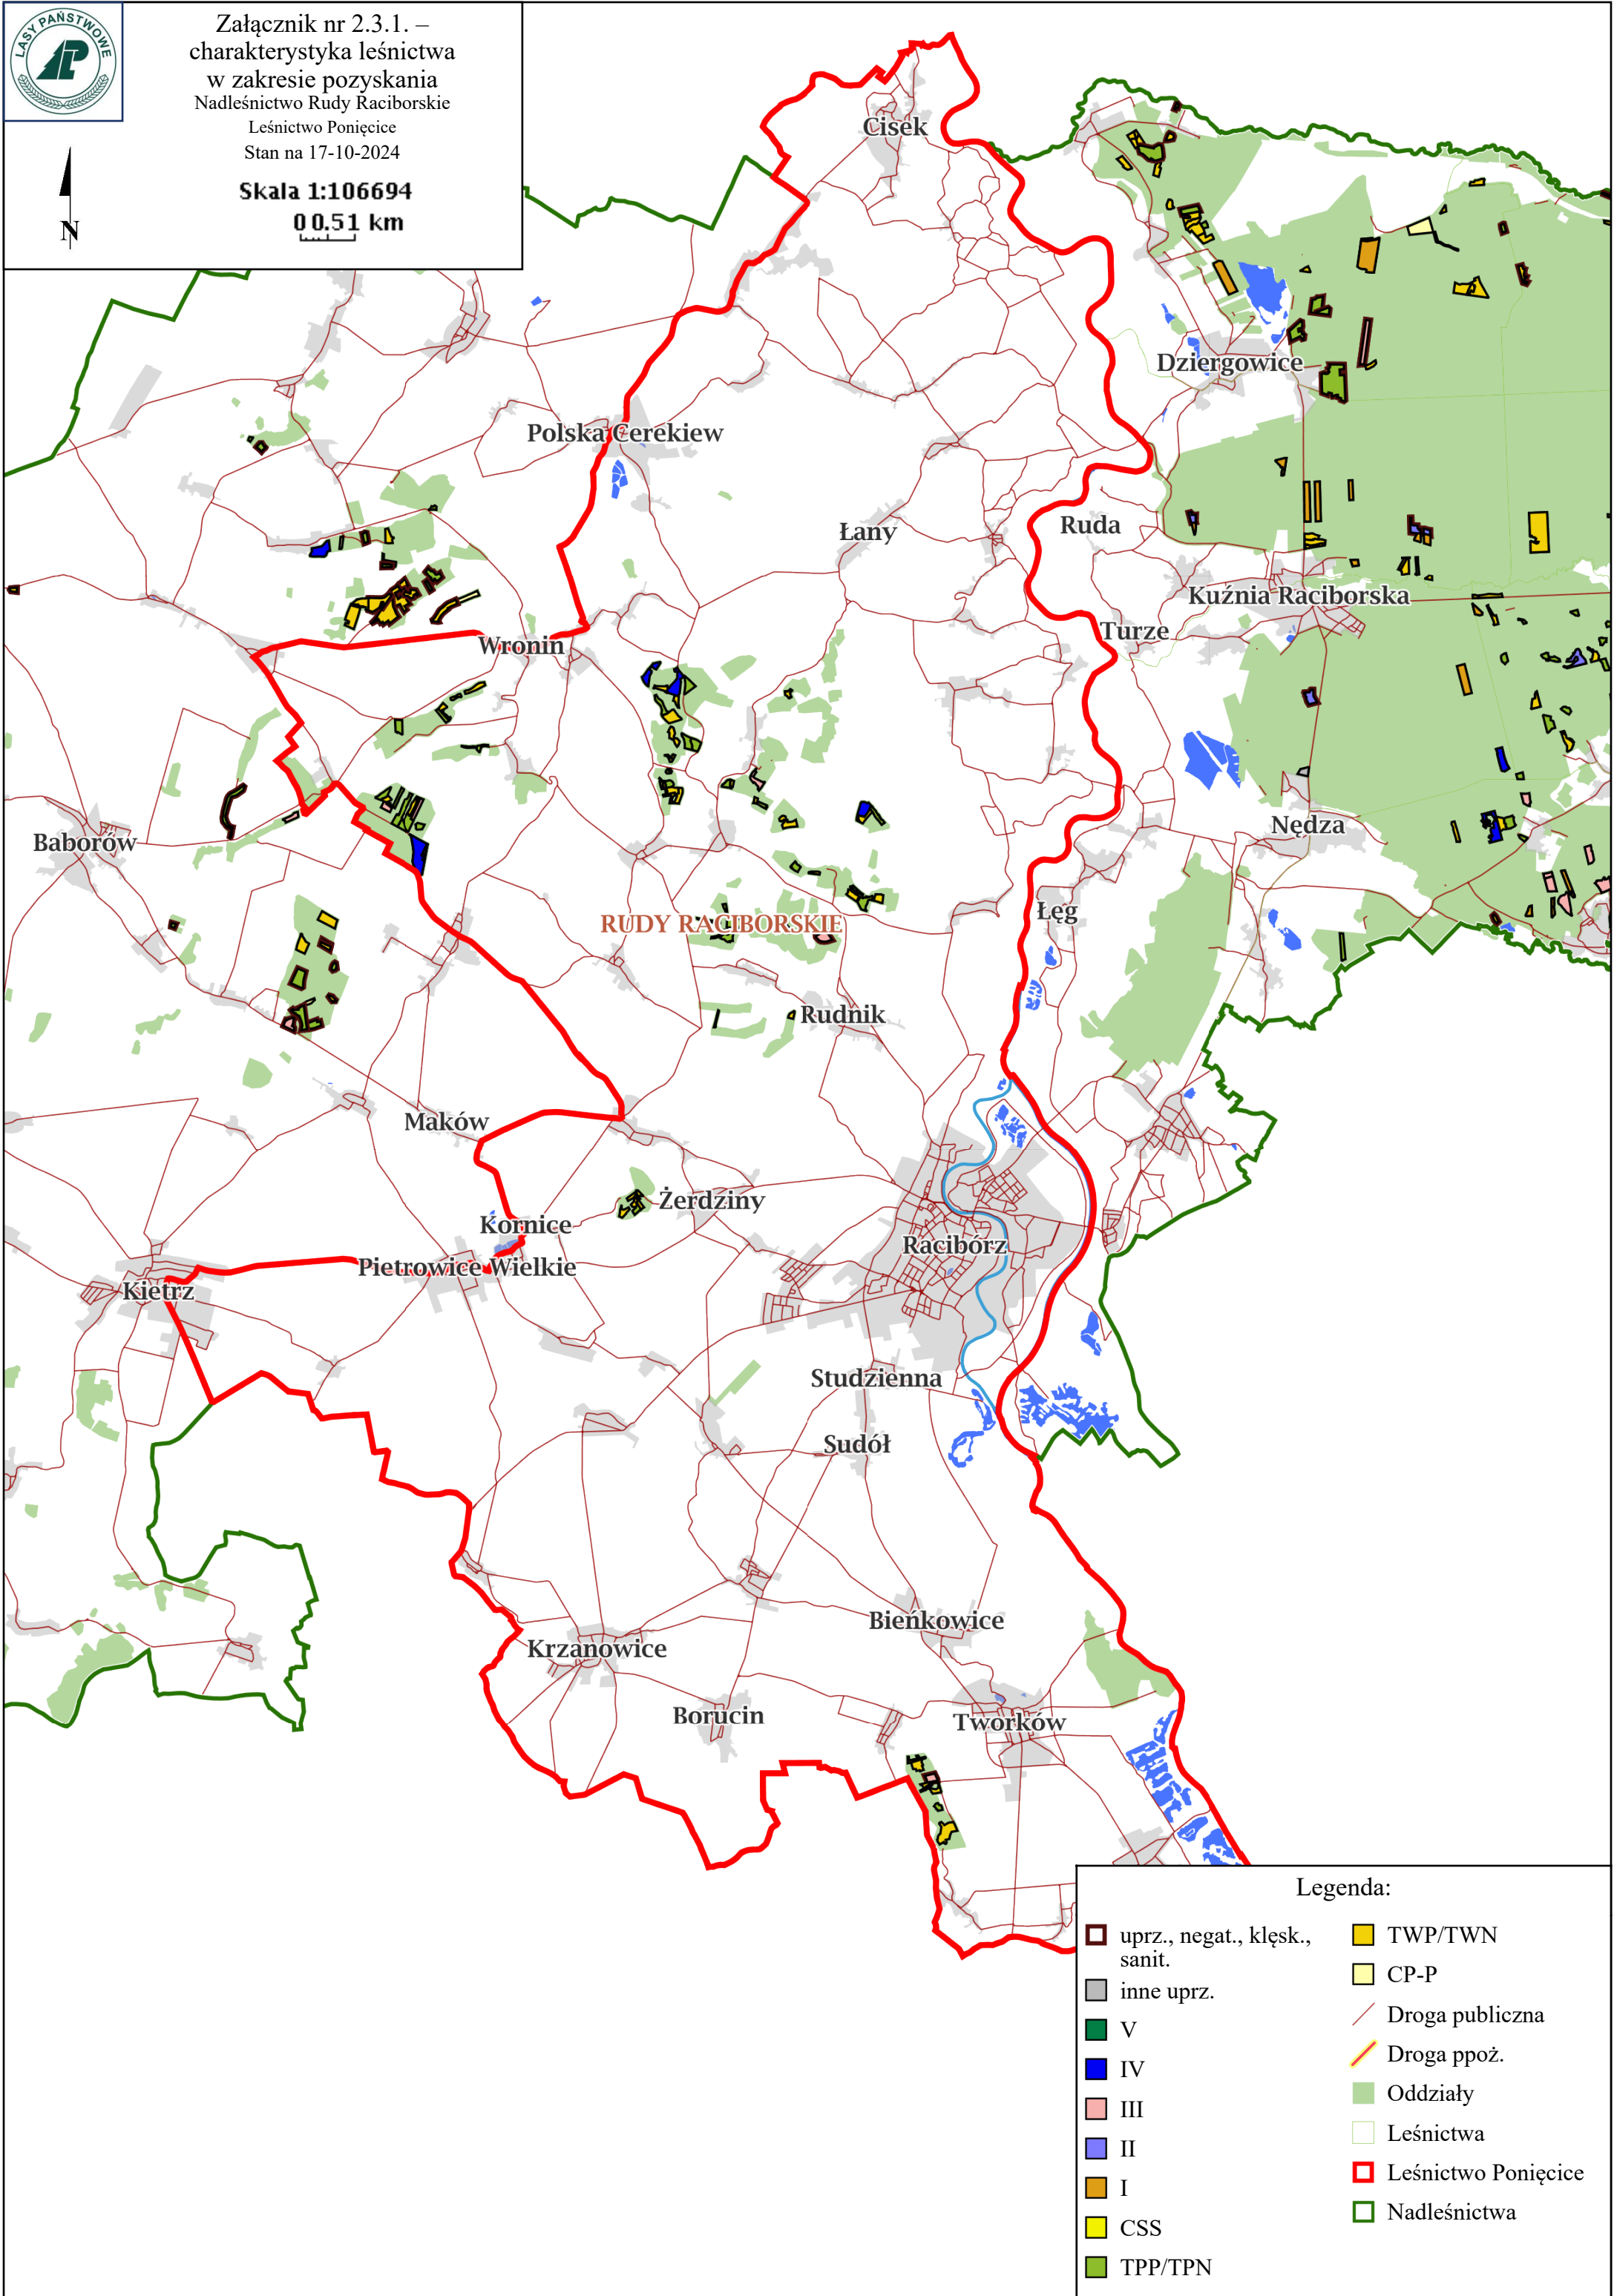 LASY PAŃSTWOWE
Załącznik nr 2.3.1. –
charakterystyka leśnictwa
w zakresie pozyskania
Nadleśnictwo Rudy Raciborskie
Leśnictwo Ponięcice
Stan na 17-10-2024
Skala 1:106694
0 0.51 km
N
Cisek
Dziergowice
Polska Cerekiew
Łany
Ruda
Kuźnia Raciborska
Turze
Wronin
Baborów
Nędza
Łęg
RUDY RACIBORSKIE
Rudnik
Maków
Żerdziny
Kornice
Racibórz
Pietrowice Wielkie
Kietrz
Studzienna
Sudół
Bieńkowice
Krzanowice
Borucin
Tworków
Legenda:
uprz., negat., klęsk.,
sanit.
inne uprz.
V
IV
III
II
I
CSS
TPP/TPN
TWP/TWN
CP-P
Droga publiczna
Droga ppoż.
Oddziały
Leśnictwa
Leśnictwo Ponięcice
Nadleśnictwa